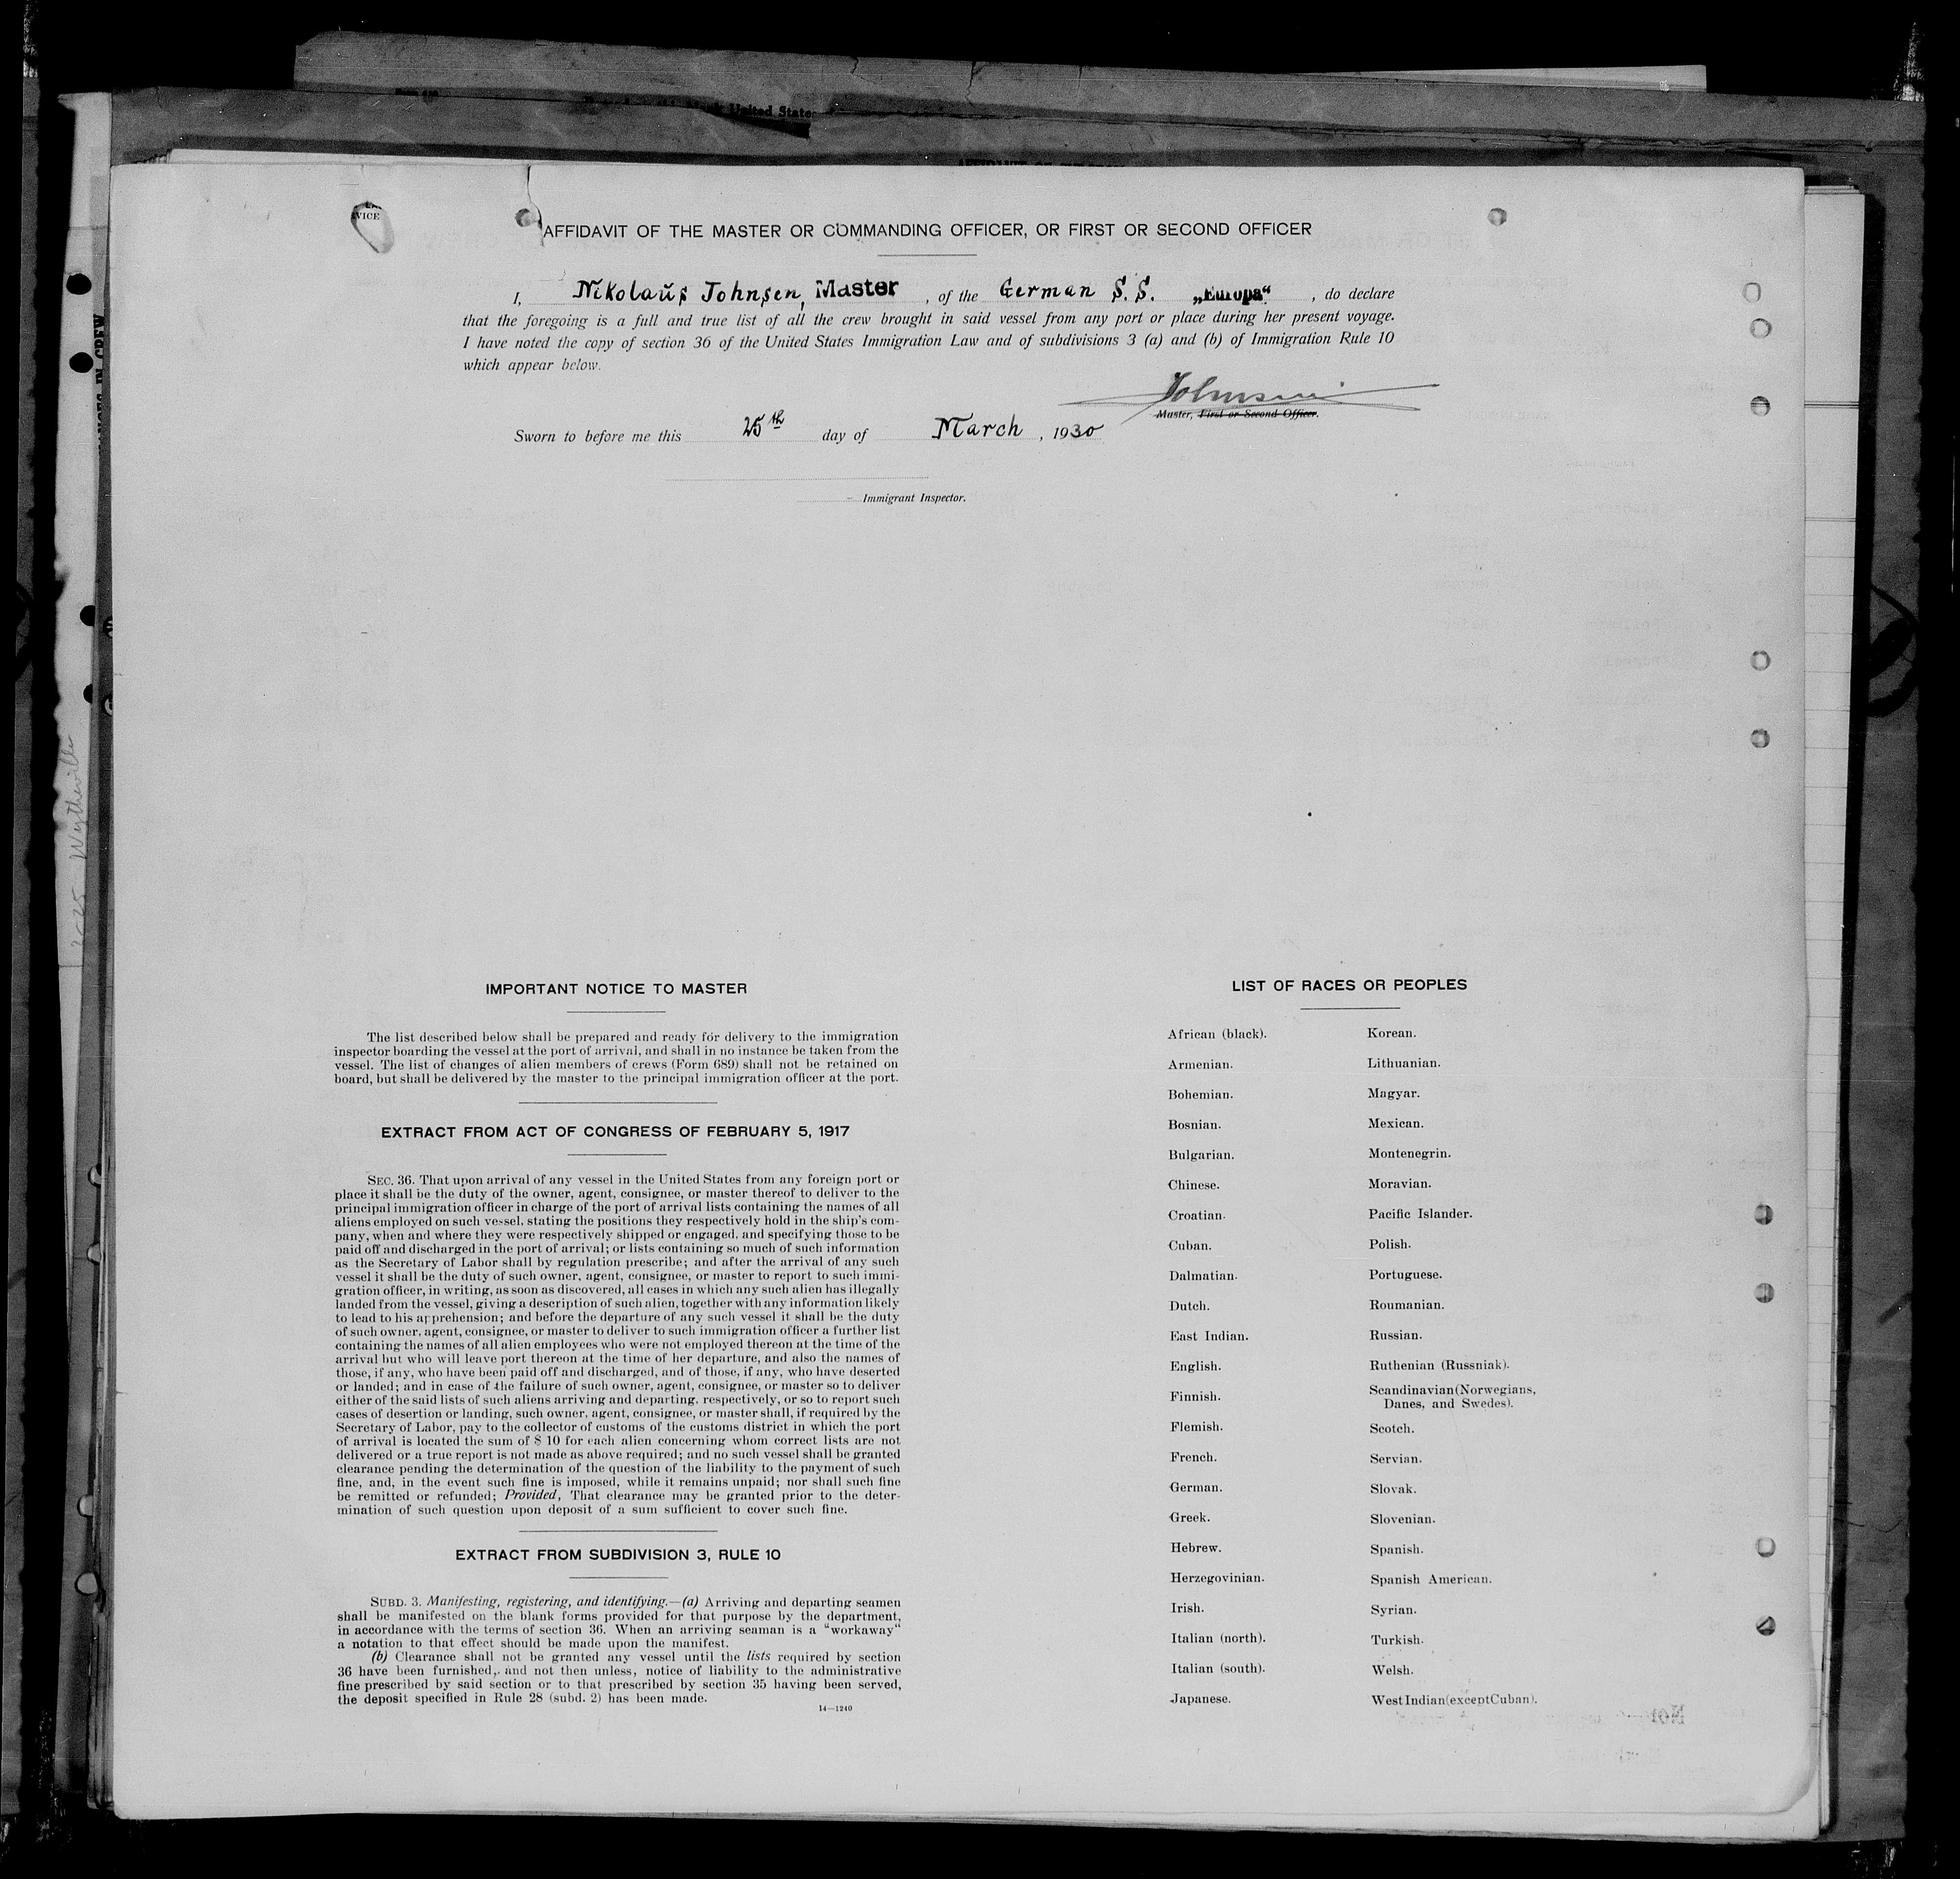 United State
VICE
AFFIDAVIT OF THE MASTER OR COMMANDING OFFICER, OR FIRST OR SECOND OFFICER
I, Nikolaus Johnsen, Master, of the German S.S. „Europa“, do declare
that the foregoing is a full and true list of all the crew brought in said vessel from any port or place during her present voyage.
I have noted the copy of section 36 of the United States Immigration Law and of subdivisions 3 (a) and (b) of Immigration Rule 10
which appear below.
Johnsen
Master, First or Second Officer.
Sworn to before me this 25th day of March, 1930
Immigrant Inspector.
IMPORTANT NOTICE TO MASTER
The list described below shall be prepared and ready for delivery to the immigration
inspector boarding the vessel at the port of arrival, and shall in no instance be taken from the
vessel. The list of changes of alien members of crews (Form 689) shall not be retained on
board, but shall be delivered by the master to the principal immigration officer at the port.
EXTRACT FROM ACT OF CONGRESS OF FEBRUARY 5, 1917
SEC. 36. That upon arrival of any vessel in the United States from any foreign port or
place it shall be the duty of the owner, agent, consignee, or master thereof to deliver to the
principal immigration officer in charge of the port of arrival lists containing the names of all
aliens employed on such vessel, stating the positions they respectively hold in the ship's com-
pany, when and where they were respectively shipped or engaged, and specifying those to be
paid off and discharged in the port of arrival; or lists containing so much of such information
as the Secretary of Labor shall by regulation prescribe; and after the arrival of any such
vessel it shall be the duty of such owner, agent, consignee, or master to report to such immi-
gration officer, in writing, as soon as discovered, all cases in which any such alien has illegally
landed from the vessel, giving a description of such alien, together with any information likely
to lead to his apprehension; and before the departure of any such vessel it shall be the duty
of such owner, agent, consignee, or master to deliver to such immigration officer a further list
containing the names of all alien employees who were not employed thereon at the time of the
arrival but who will leave port thereon at the time of her departure, and also the names of
those, if any, who have been paid off and discharged, and of those, if any, who have deserted
or landed; and in case of the failure of such owner, agent, consignee, or master so to deliver
either of the said lists of such aliens arriving and departing, respectively, or so to report such
cases of desertion or landing, such owner, agent, consignee, or master shall, if required by the
Secretary of Labor, pay to the collector of customs of the customs district in which the port
of arrival is located the sum of $ 10 for each alien concerning whom correct lists are not
delivered or a true report is not made as above required; and no such vessel shall be granted
clearance pending the determination of the question of the liability to the payment of such
fine, and, in the event such fine is imposed, while it remains unpaid; nor shall such fine
be remitted or refunded; Provided, That clearance may be granted prior to the deter-
mination of such question upon deposit of a sum sufficient to cover such fine.
EXTRACT FROM SUBDIVISION 3, RULE 10
SUBD. 3. Manifesting, registering, and identifying.—(a) Arriving and departing seamen
shall be manifested on the blank forms provided for that purpose by the department,
in accordance with the terms of section 36. When an arriving seaman is a "workaway"
a notation to that effect should be made upon the manifest.
(b) Clearance shall not be granted any vessel until the lists required by section
36 have been furnished, and not then unless, notice of liability to the administrative
fine prescribed by said section or to that prescribed by section 35 having been served,
the deposit specified in Rule 28 (subd. 2) has been made.
14—1240
LIST OF RACES OR PEOPLES
African (black).
Armenian.
Bohemian.
Bosnian.
Bulgarian.
Chinese.
Croatian.
Cuban.
Dalmatian.
Dutch.
East Indian.
English.
Finnish.
Flemish.
French.
German.
Greek.
Hebrew.
Herzegovinian.
Irish.
Italian (north).
Italian (south).
Japanese.
Korean.
Lithuanian.
Magyar.
Mexican.
Montenegrin.
Moravian.
Pacific Islander.
Polish.
Portuguese.
Roumanian.
Russian.
Ruthenian (Russniak).
Scandinavian (Norwegians,
Danes, and Swedes).
Scotch.
Servian.
Slovak.
Slovenian.
Spanish.
Spanish American.
Syrian.
Turkish.
Welsh.
West Indian (except Cuban).
Wytheville